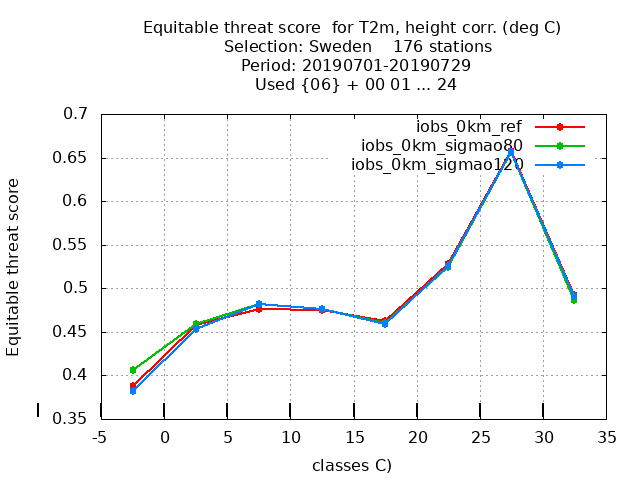 Equitable threat score  for T2m, height corr. (deg C)
Selection: Sweden    176 stations
Period: 20190701-20190729
Used {06} + 00 01 ... 24
iobs_0km_ref
iobs_0km_sigmao80
iobs_0km_sigmao120
Equitable threat score
0.7
0.65
0.6
0.55
0.5
0.45
0.4
0.35
-5 0 5 10 15 20 25 30 35
classes C)